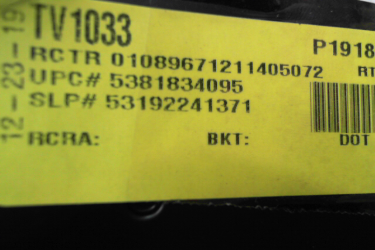 TV1033
P1918
RCTR 01089671211405072 RT
UPC# 5381834095
SLP# 53192241371
RCRA: BKT: DOT
12-23-19